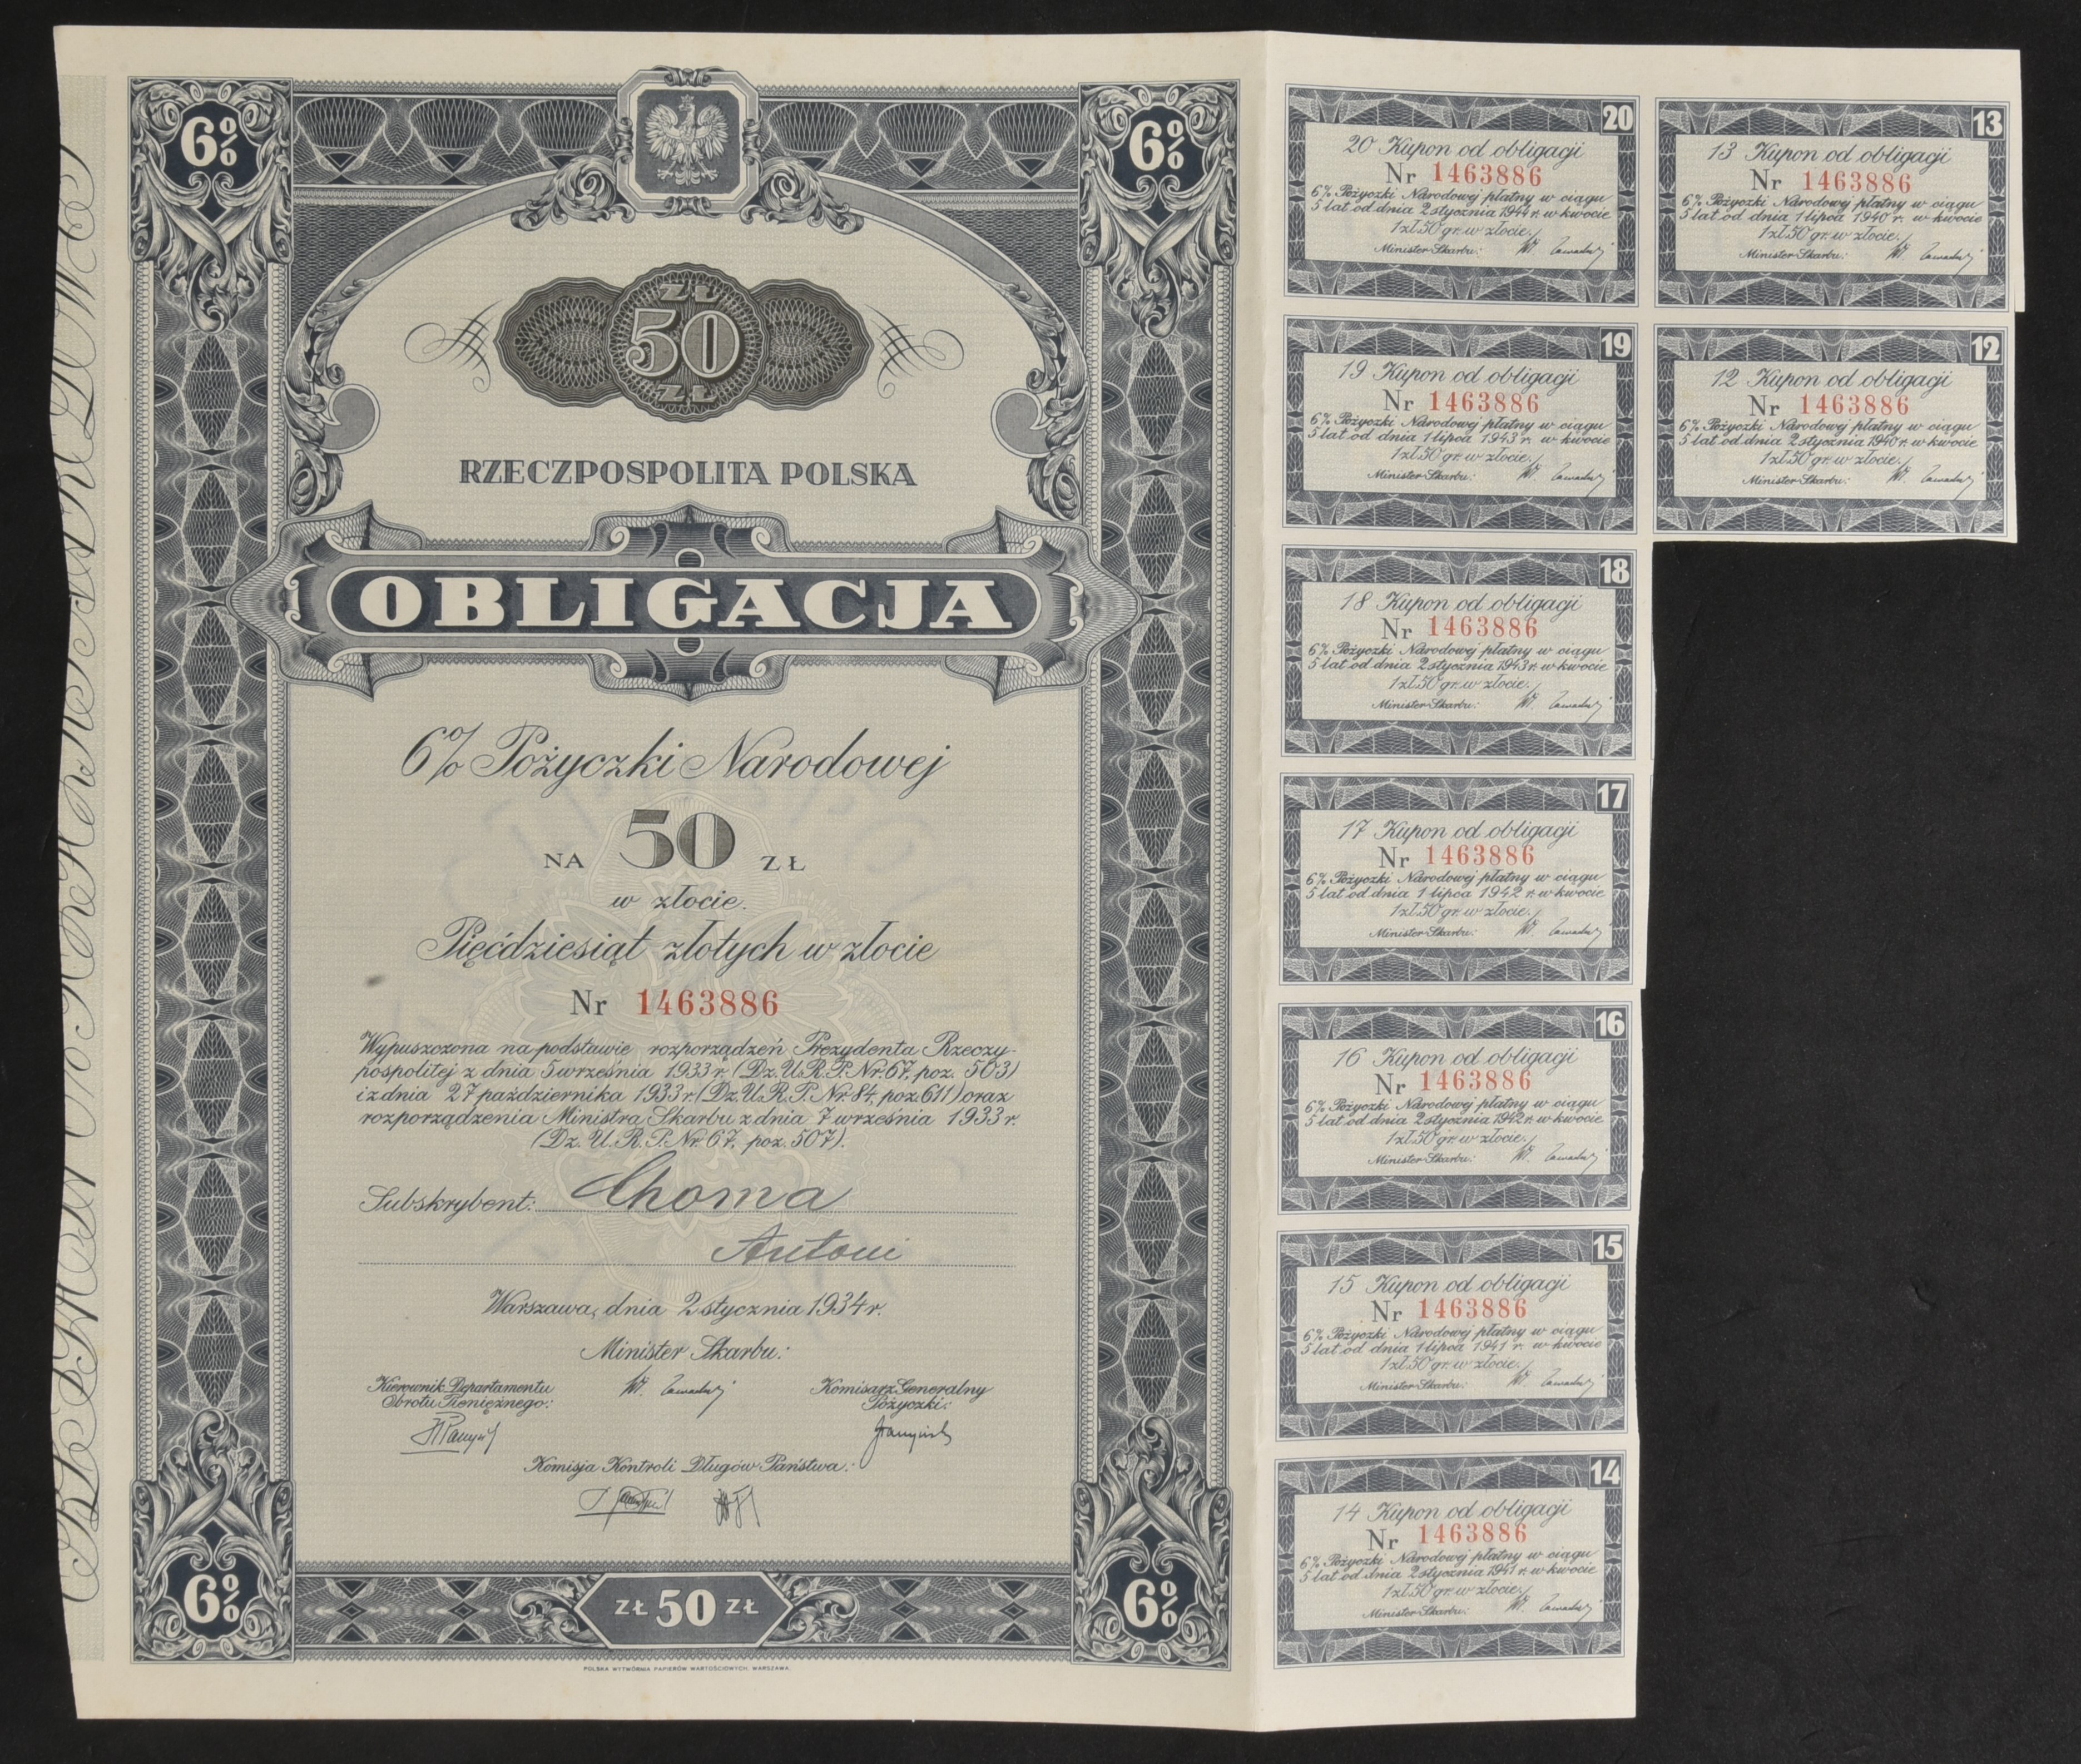 6%
6%
ZŁ
50
ZŁ
RZECZPOSPOLITA POLSKA
OBLIGACJA
6% Pożyczki Narodowej
NA 50 ZŁ
w złocie.
Pięćdziesiąt złotych w złocie
Nr 1463886
Wypuszczona na podstawie rozporządzeń Prezydenta Rzeczy-
pospolitej z dnia 5 września 1933 r. (Dz. U. R. P. Nr. 67, poz. 503)
i z dnia 27 października 1933 r. (Dz. U. R. P. Nr 84, poz. 611) oraz
rozporządzenia Ministra Skarbu z dnia 7 września 1933 r.
(Dz. U. R. P. Nr. 67, poz. 507).
Subskrybent: Choma
Antoni
Warszawa, dnia 2 stycznia 1934 r.
Minister Skarbu:
Kierownik Departamentu
Obrotu Pieniężnego:
Komisarz Generalny
Pożyczki:
Komisja Kontroli Długów Państwa:
6%
ZŁ 50 ZŁ
6%
POLSKA WYTWÓRNIA PAPIERÓW WARTOŚCIOWYCH. WARSZAWA.
20
20 Kupon od obligacji
Nr 1463886
6% Pożyczki Narodowej płatny w ciągu
5 lat od dnia 2 stycznia 1944 r. w kwocie
1 zł. 50 gr. w złocie.
Minister Skarbu:
13
13 Kupon od obligacji
Nr 1463886
6% Pożyczki Narodowej płatny w ciągu
5 lat od dnia 1 lipca 1940 r. w kwocie
1 zł. 50 gr. w złocie.
Minister Skarbu:
19
19 Kupon od obligacji
Nr 1463886
6% Pożyczki Narodowej płatny w ciągu
5 lat od dnia 1 lipca 1943 r. w kwocie
1 zł. 50 gr. w złocie.
Minister Skarbu:
12
12 Kupon od obligacji
Nr 1463886
6% Pożyczki Narodowej płatny w ciągu
5 lat od dnia 2 stycznia 1940 r. w kwocie
1 zł. 50 gr. w złocie.
Minister Skarbu:
18
18 Kupon od obligacji
Nr 1463886
6% Pożyczki Narodowej płatny w ciągu
5 lat od dnia 2 stycznia 1943 r. w kwocie
1 zł. 50 gr. w złocie.
Minister Skarbu:
17
17 Kupon od obligacji
Nr 1463886
6% Pożyczki Narodowej płatny w ciągu
5 lat od dnia 1 lipca 1942 r. w kwocie
1 zł. 50 gr. w złocie.
Minister Skarbu:
16
16 Kupon od obligacji
Nr 1463886
6% Pożyczki Narodowej płatny w ciągu
5 lat od dnia 2 stycznia 1942 r. w kwocie
1 zł. 50 gr. w złocie.
Minister Skarbu:
15
15 Kupon od obligacji
Nr 1463886
6% Pożyczki Narodowej płatny w ciągu
5 lat od dnia 1 lipca 1941 r. w kwocie
1 zł. 50 gr. w złocie.
Minister Skarbu:
14
14 Kupon od obligacji
Nr 1463886
6% Pożyczki Narodowej płatny w ciągu
5 lat od dnia 2 stycznia 1941 r. w kwocie
1 zł. 50 gr. w złocie.
Minister Skarbu: